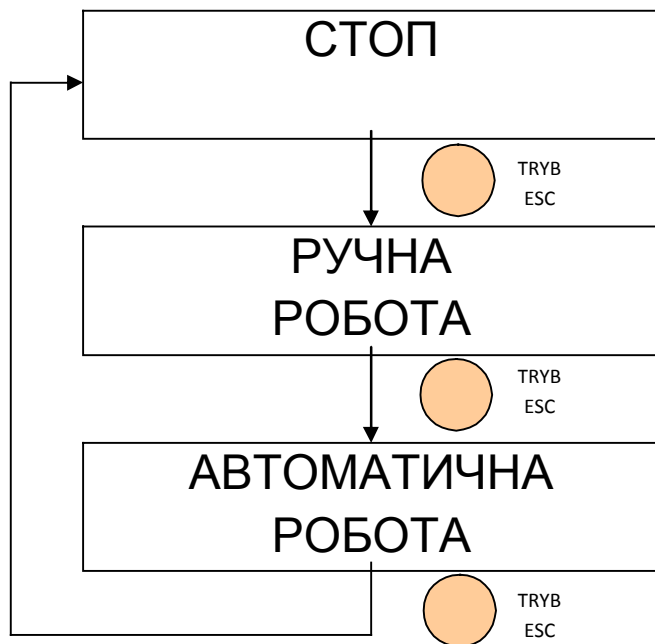 СТОП
TRYB
ESC
РУЧНА
РОБОТА
TRYB
ESC
АВТОМАТИЧНА
РОБОТА
TRYB
ESC